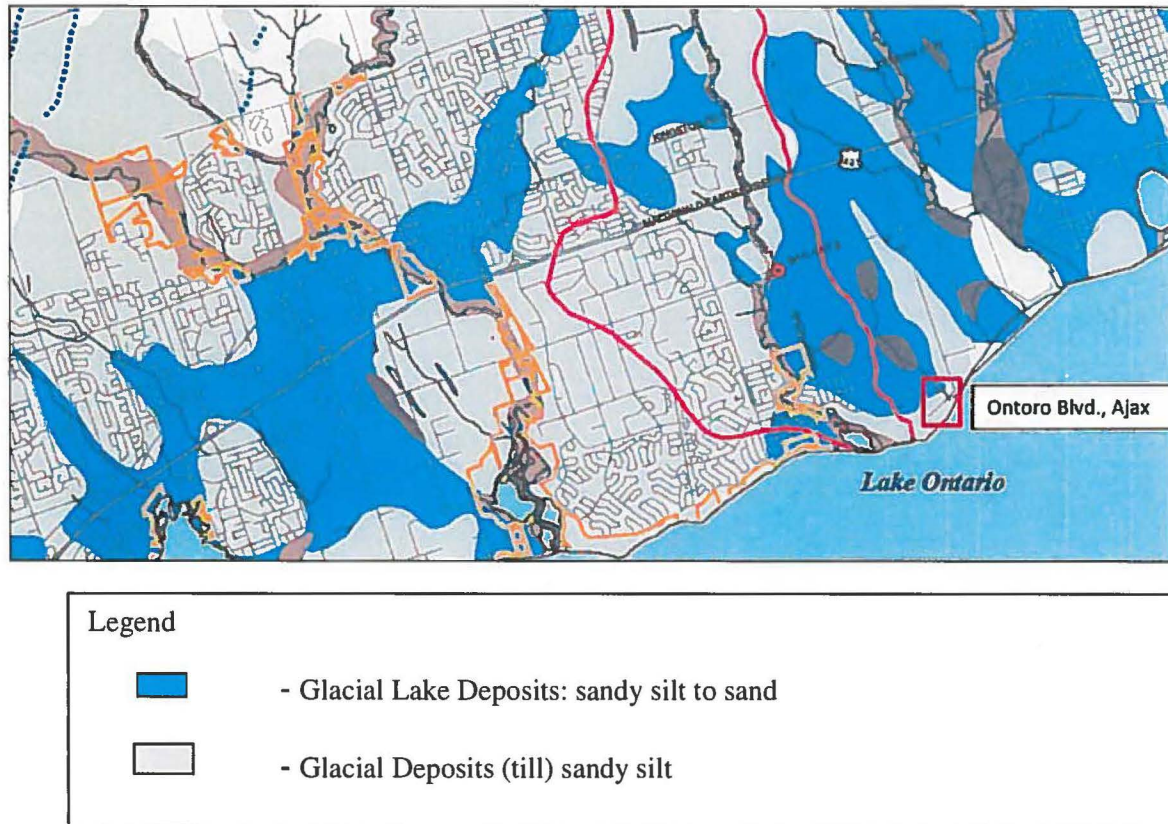 Ontoro Blvd., Ajax
Lake Ontario
Legend
- Glacial Lake Deposits: sandy silt to sand
- Glacial Deposits (till) sandy silt